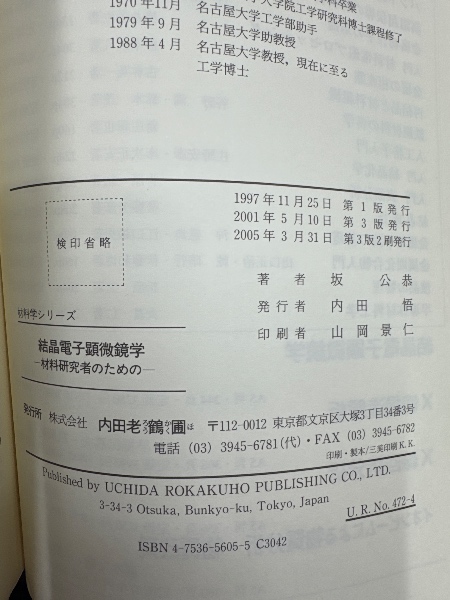 学科卒業
1970年11月 大学院工学研究科博士課程修了
名古屋大学工学部助手
1979年9月 名古屋大学助教授
1988年4月 名古屋大学教授，現在に至る
工学博士
検印省略
1997年11月25日 第1版発行
2001年5月10日 第3版発行
2005年3月31日 第3版2刷発行
著者 坂公恭
発行者 内田悟
印刷者 山岡景仁
材料学シリーズ
結晶電子顕微鏡学
―材料研究者のための―
発行所 株式会社 内田老鶴圃 〒112-0012 東京都文京区大塚3丁目34番3号
電話 (03) 3945-6781(代)・FAX (03) 3945-6782
印刷・製本/三美印刷K.K.
Published by UCHIDA ROKAKUHO PUBLISHING CO., LTD.
3-34-3 Otsuka, Bunkyo-ku, Tokyo, Japan
U. R. No. 472-4
ISBN 4-7536-5605-5 C3042